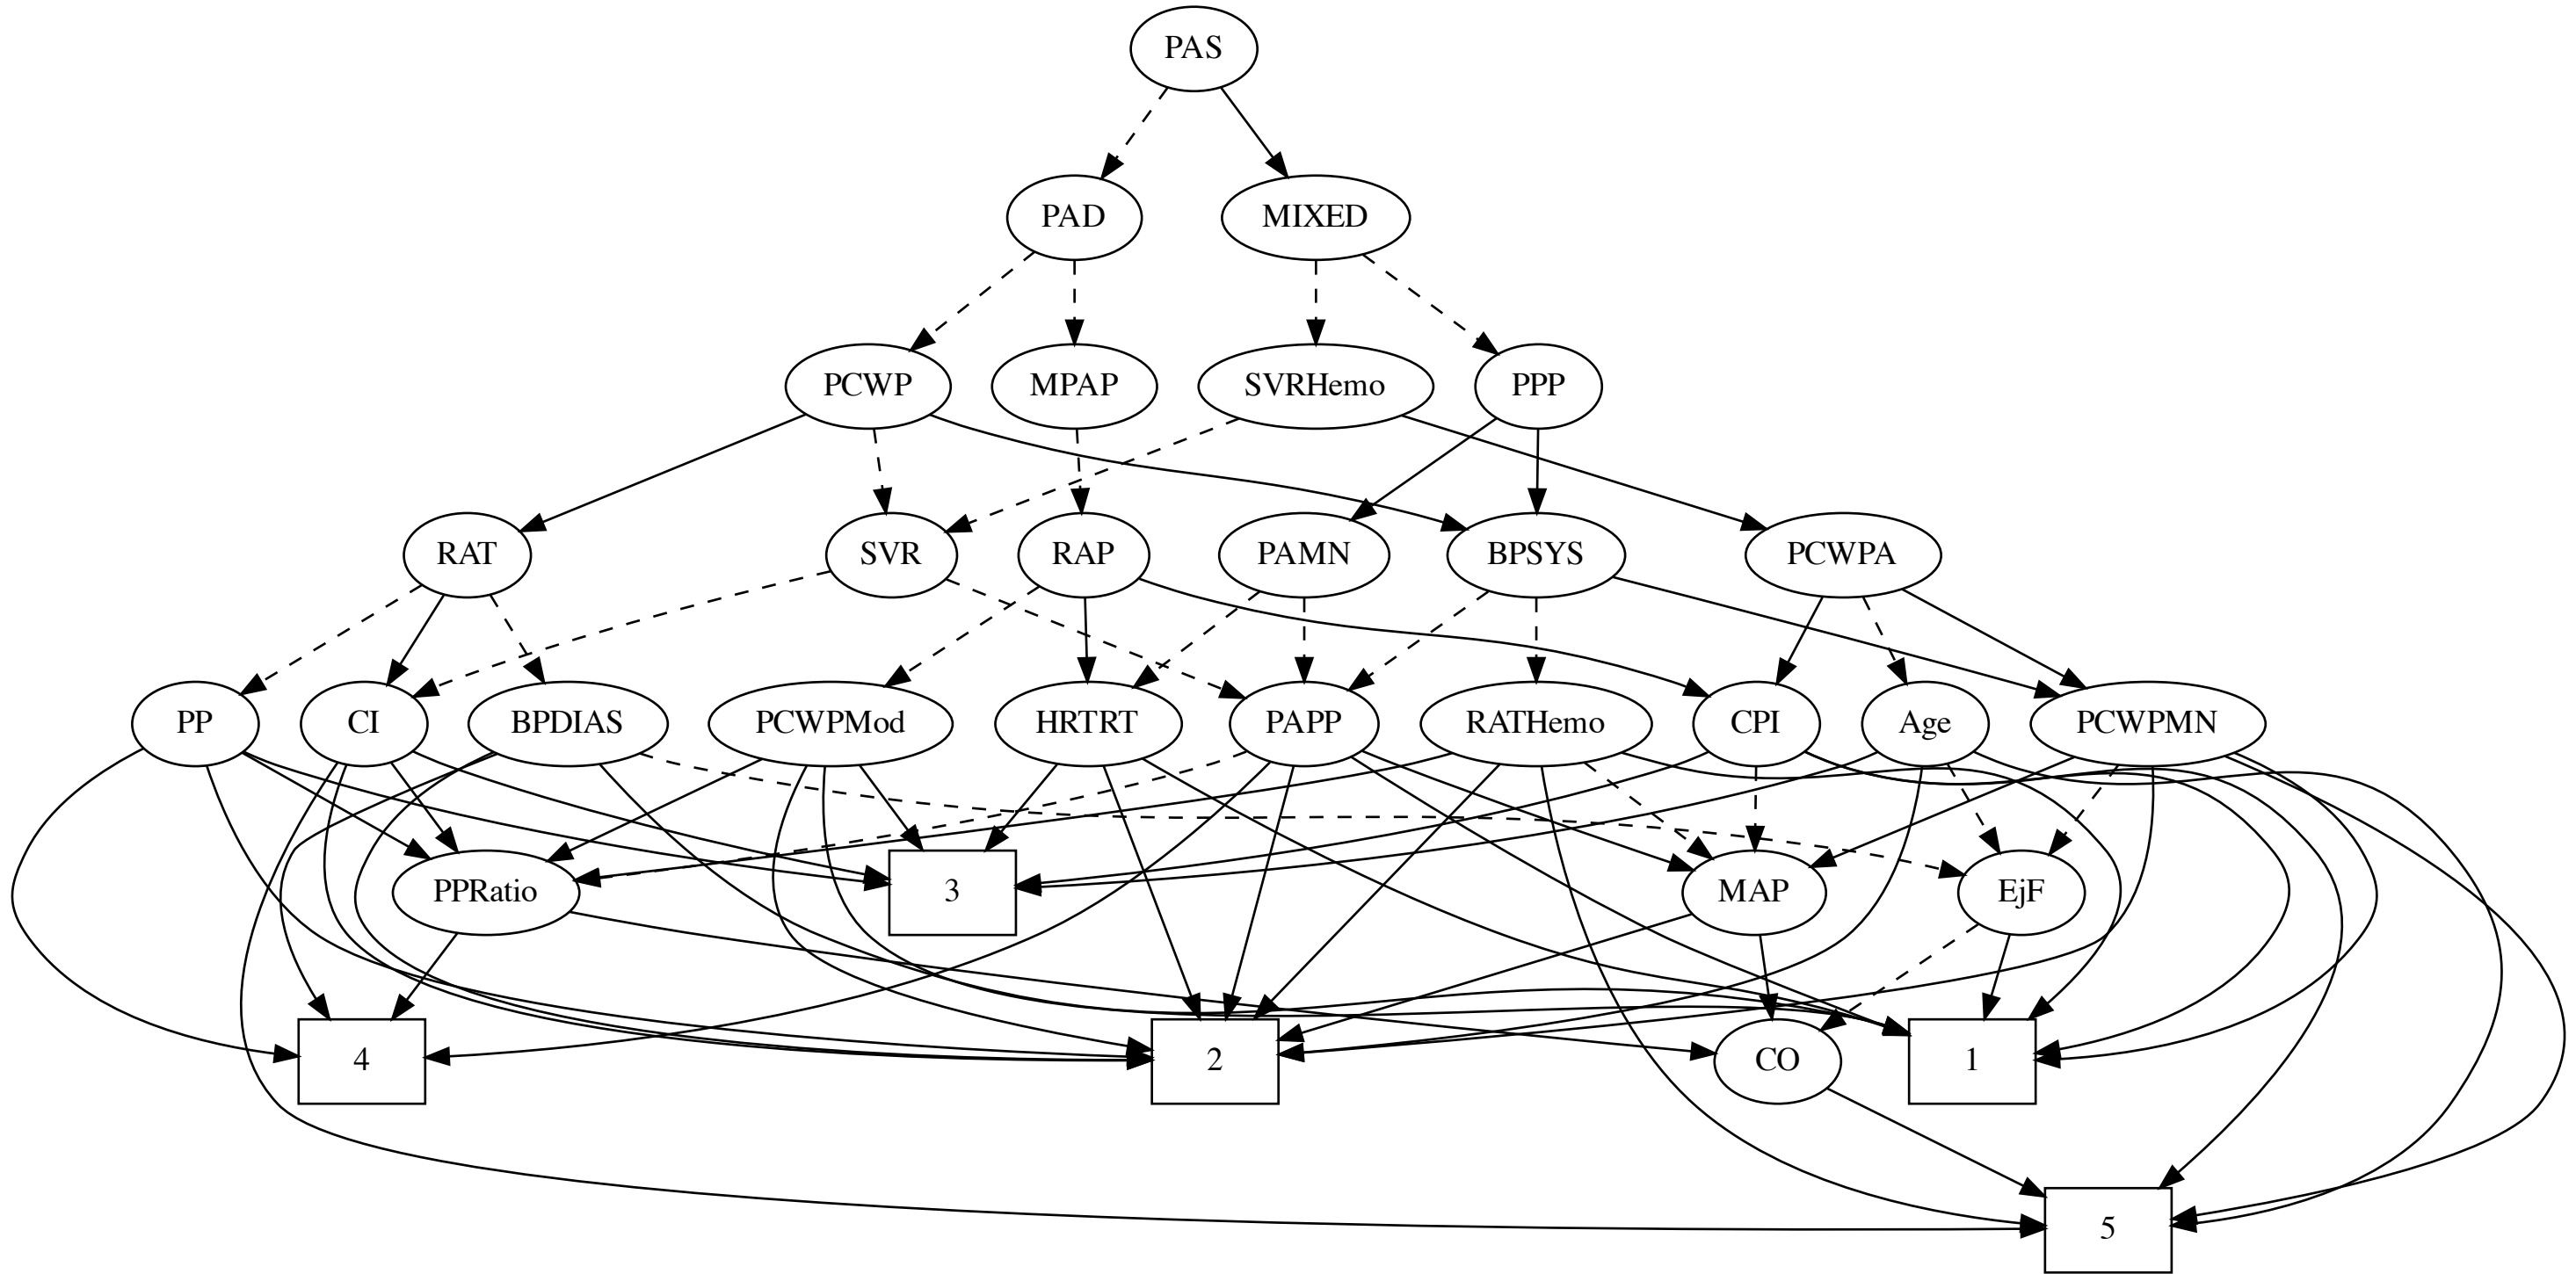 PAS
PAD
MIXED
PCWP
MPAP
SVRHemo
PPP
RAT
SVR
RAP
PAMN
BPSYS
PCWPA
PP
CI
BPDIAS
PCWPMod
HRTRT
PAPP
RATHemo
CPI
Age
PCWPMN
PPRatio
3
MAP
EjF
4
2
CO
1
5